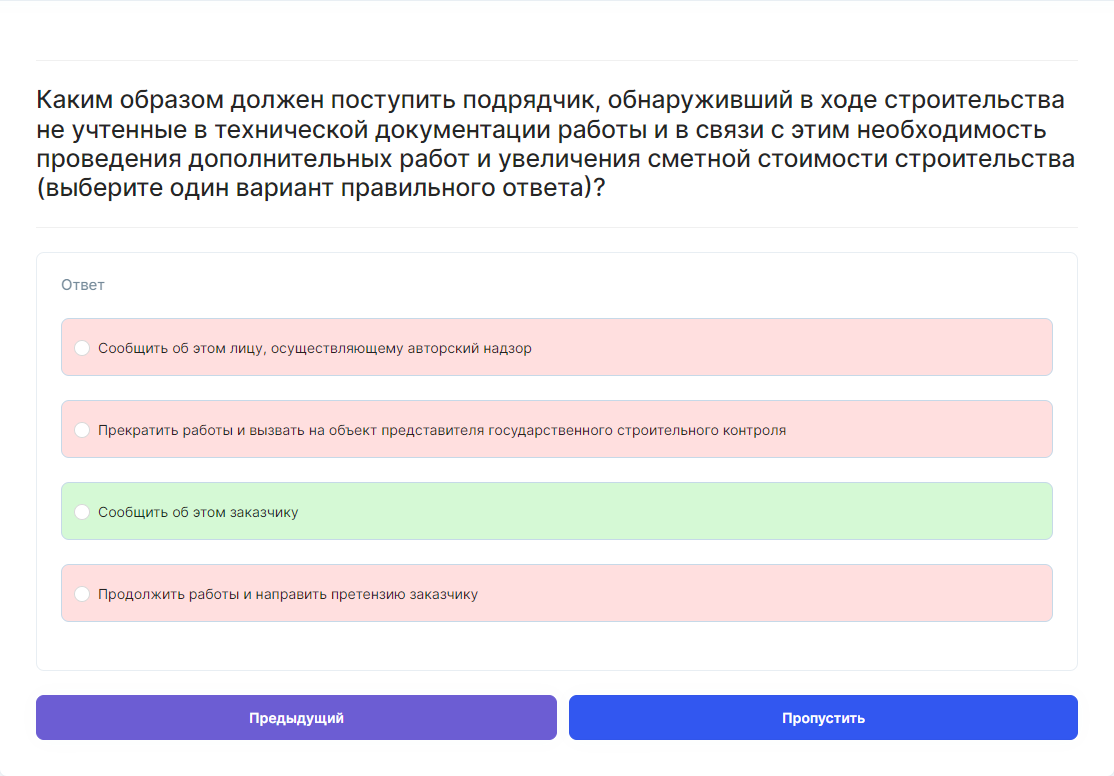 Каким образом должен поступить подрядчик, обнаруживший в ходе строительства
не учтенные в технической документации работы и в связи с этим необходимость
проведения дополнительных работ и увеличения сметной стоимости строительства
(выберите один вариант правильного ответа)?
Ответ
Сообщить об этом лицу, осуществляющему авторский надзор
Прекратить работы и вызвать на объект представителя государственного строительного контроля
Сообщить об этом заказчику
Продолжить работы и направить претензию заказчику
Предыдущий
Пропустить